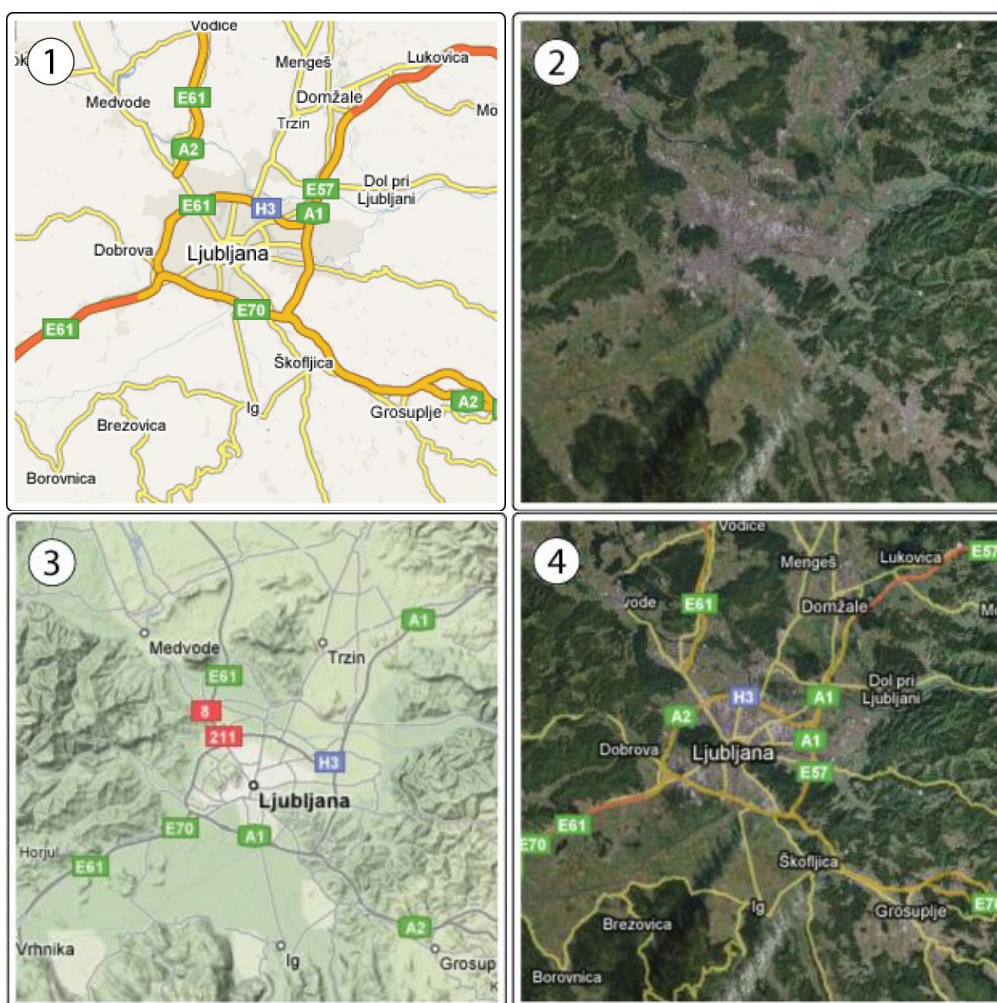 1
Vodice
Mengeš
Lukovica
Medvode
E61
Domžale
Mo
A2
Trzin
E57
Dol pri
Ljubljani
E61
H3
A1
Dobrova
Ljubljana
E70
E61
Škofljica
Ig
Grosuplje
A2
Brezovica
Borovnica
2
3
A1
Medvode
Trzin
E61
8
211
H3
Ljubljana
E70
A1
Horjul
E61
A2
Vrhnika
Ig
Grosup
4
Vodice
Lukovica
E57
Mengeš
vode
E61
Domžale
Mo
Dol pri
Ljubljani
H3
A1
A2
Dobrova
Ljubljana
A1
E57
E61
E70
Škofljica
Ig
E70
Grosuplje
Brezovica
Borovnica